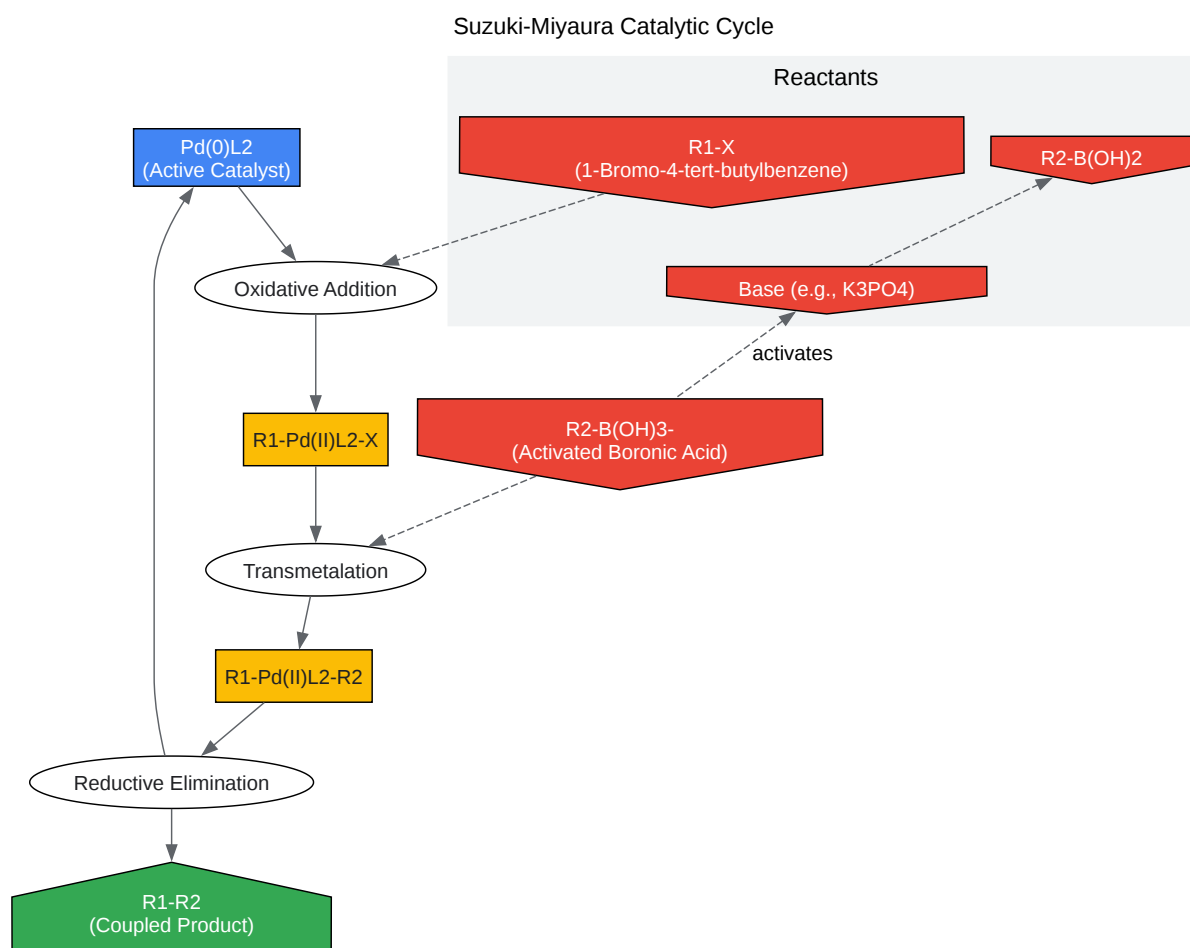 Suzuki-Miyaura Catalytic Cycle
Reactants
Pd(0)L2
(Active Catalyst)
R1-X
(1-Bromo-4-tert-butylbenzene)
R2-B(OH)2
Oxidative Addition
Base (e.g., K3PO4)
activates
R1-Pd(II)L2-X
R2-B(OH)3-
(Activated Boronic Acid)
Transmetalation
R1-Pd(II)L2-R2
Reductive Elimination
R1-R2
(Coupled Product)